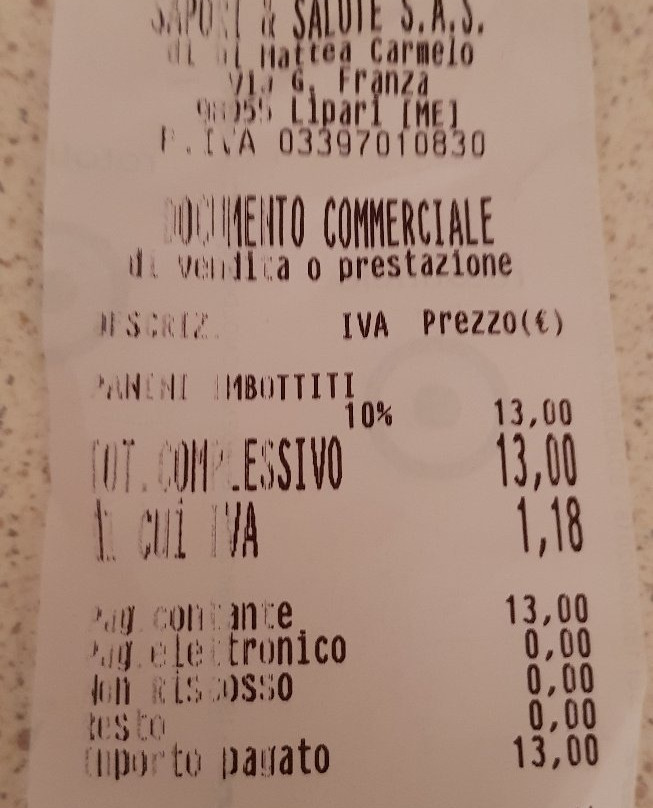 SAPORI & SALUTE S.A.S.
di Mattea Carmelo
Via G. Franza
98055 Lipari [ME]
P.IVA 03397010830
DOCUMENTO COMMERCIALE
di vendita o prestazione
DESCRIZ. IVA Prezzo(€)
PANINI IMBOTTITI
10% 13,00
TOT.COMPLESSIVO 13,00
di cui IVA 1,18
Pag.contante 13,00
Pag.elettronico 0,00
Non riscosso 0,00
Resto 0,00
Importo pagato 13,00